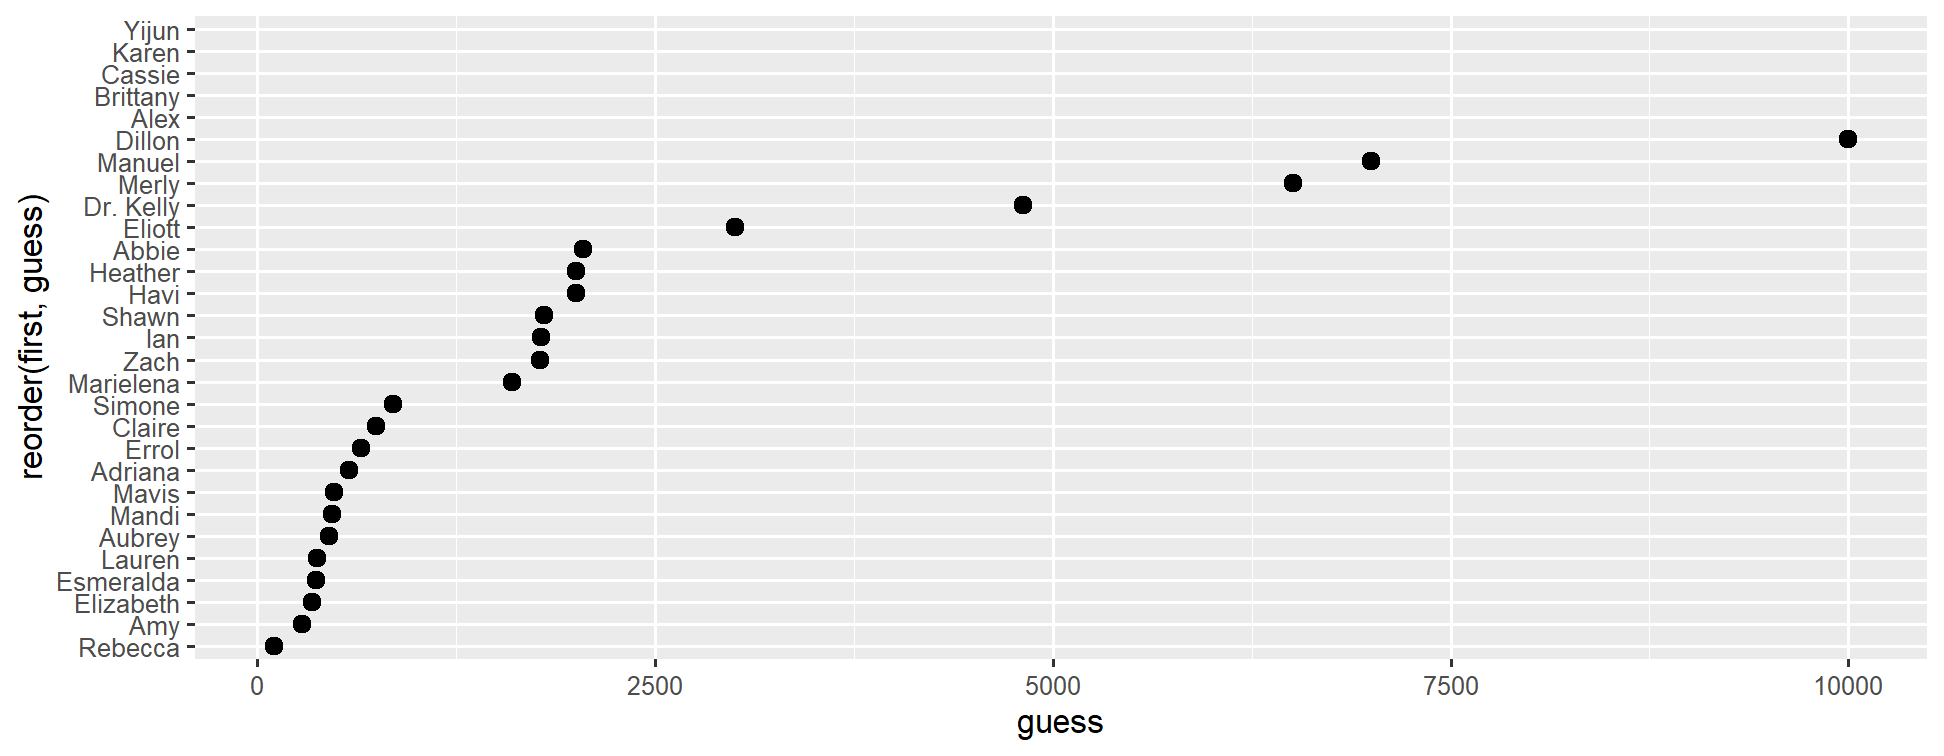 Yijun
Karen
Cassie
Brittany
Alex
Dillon
Manuel
Merly
Dr. Kelly
Eliott
Abbie
Heather
Havi
Shawn
Ian
Zach
Marielena
Simone
Claire
Errol
Adriana
Mavis
Mandi
Aubrey
Lauren
Esmeralda
Elizabeth
Amy
Rebecca
reorder(first, guess)
0 2500 5000 7500 10000
guess